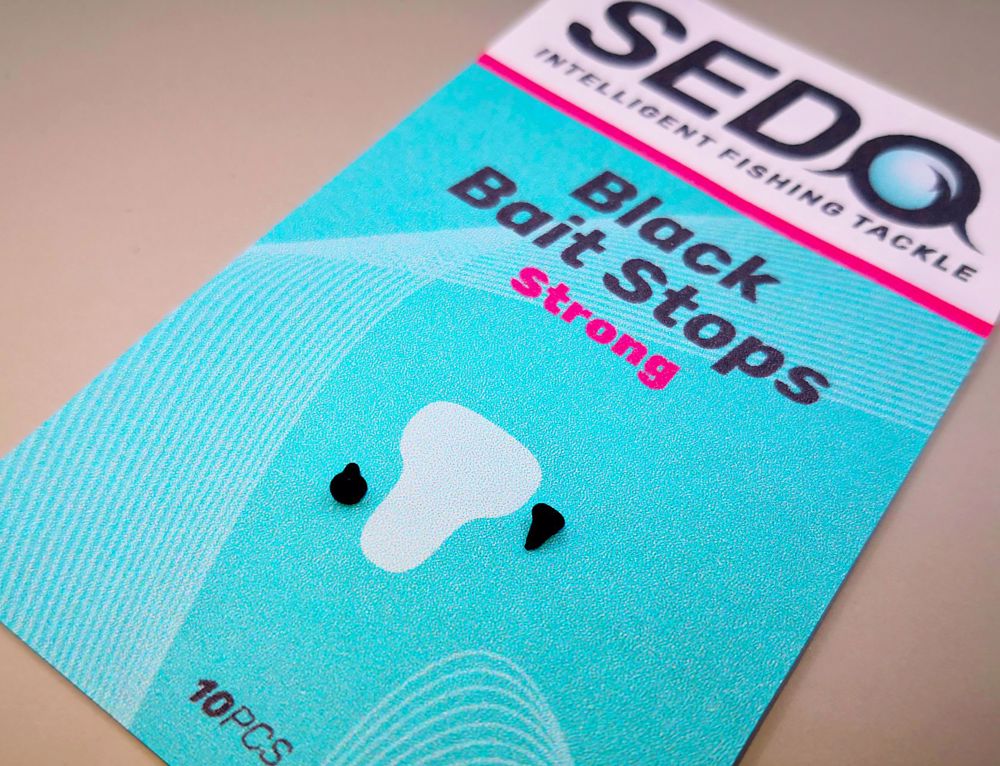 SEDO
INTELLIGENT FISHING TACKLE
Black
Bait Stops
Strong
10PCS